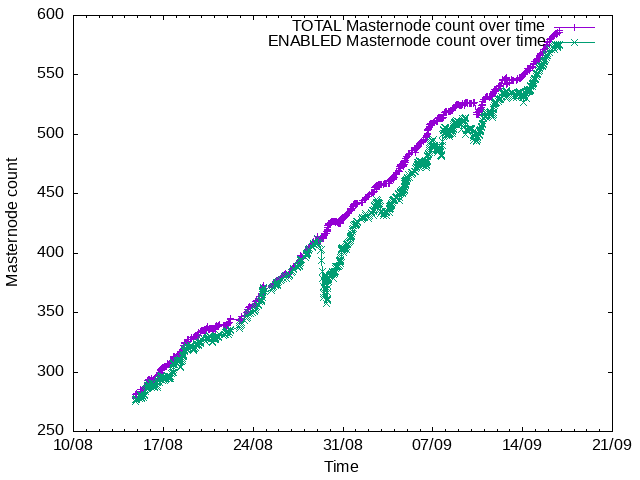 TOTAL Masternode count over time
ENABLED Masternode count over time
600
550
500
450
400
350
300
250
Masternode count
10/08 17/08 24/08 31/08 07/09 14/09 21/09
Time